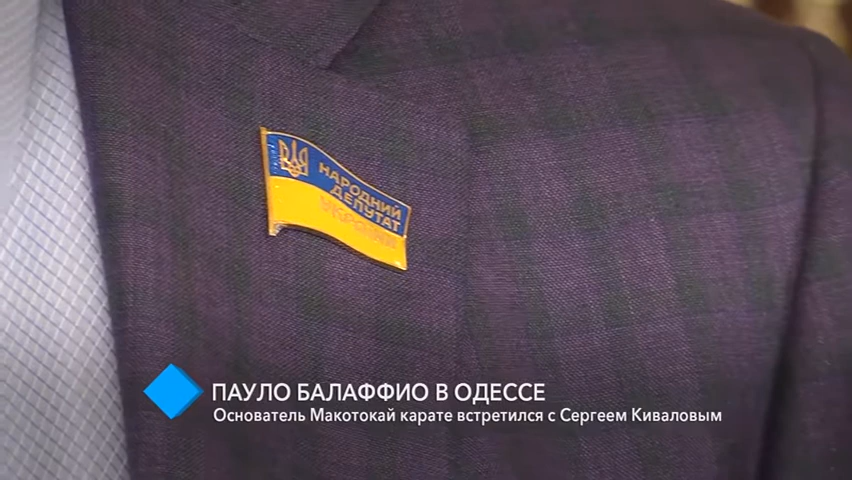 НАРОДНИЙ
ДЕПУТАТ
УКРАЇНИ
ПАУЛО БАЛАФФИО В ОДЕССЕ
Основатель Макотокай карате встретился с Сергеем Киваловым